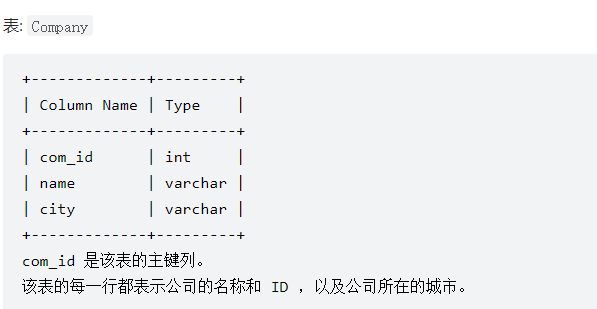 表: Company
+-------------+---------+
| Column Name | Type    |
+-------------+---------+
| com_id      | int     |
| name        | varchar |
| city        | varchar |
+-------------+---------+
com_id 是该表的主键列。
该表的每一行都表示公司的名称和 ID ，以及公司所在的城市。